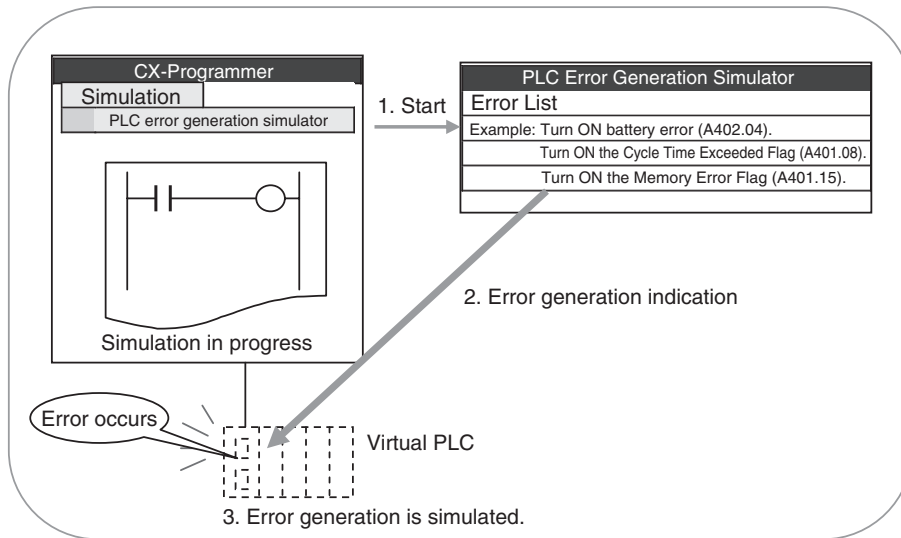 CX-Programmer
Simulation
PLC error generation simulator
1. Start
PLC Error Generation Simulator
Error List
Example: Turn ON battery error (A402.04).
Turn ON the Cycle Time Exceeded Flag (A401.08).
Turn ON the Memory Error Flag (A401.15).
2. Error generation indication
Simulation in progress
Error occurs
Virtual PLC
3. Error generation is simulated.